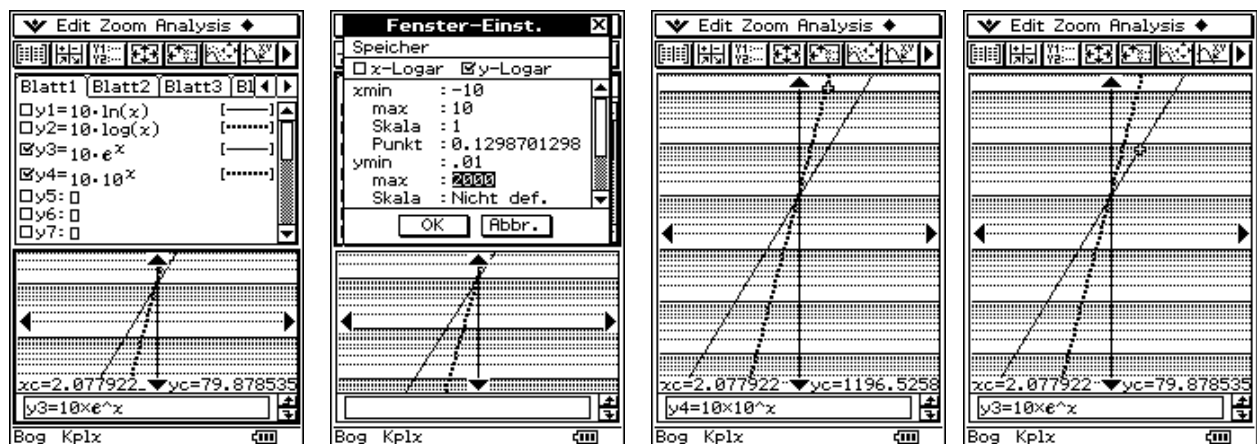 Edit Zoom Analysis ◆
Blatt1 Blatt2 Blatt3 Bl
y1=10·ln(x) [——]
y2=10·log(x) [········]
y3=10·e^x [——]
y4=10·10^x [········]
y5:▯
y6:▯
y7:▯
xc=2.077922 yc=79.878535
y3=10×e^x
Bog Kplx
Fenster-Einst.
Speicher
x-Logar y-Logar
xmin :-10
max :10
Skala :1
Punkt :0.1298701298
ymin :.01
max :2000
Skala :Nicht def.
OK Abbr.
Bog Kplx
Edit Zoom Analysis ◆
xc=2.077922 yc=1196.5258
y4=10×10^x
Bog Kplx
Edit Zoom Analysis ◆
xc=2.077922 yc=79.878535
y3=10×e^x
Bog Kplx